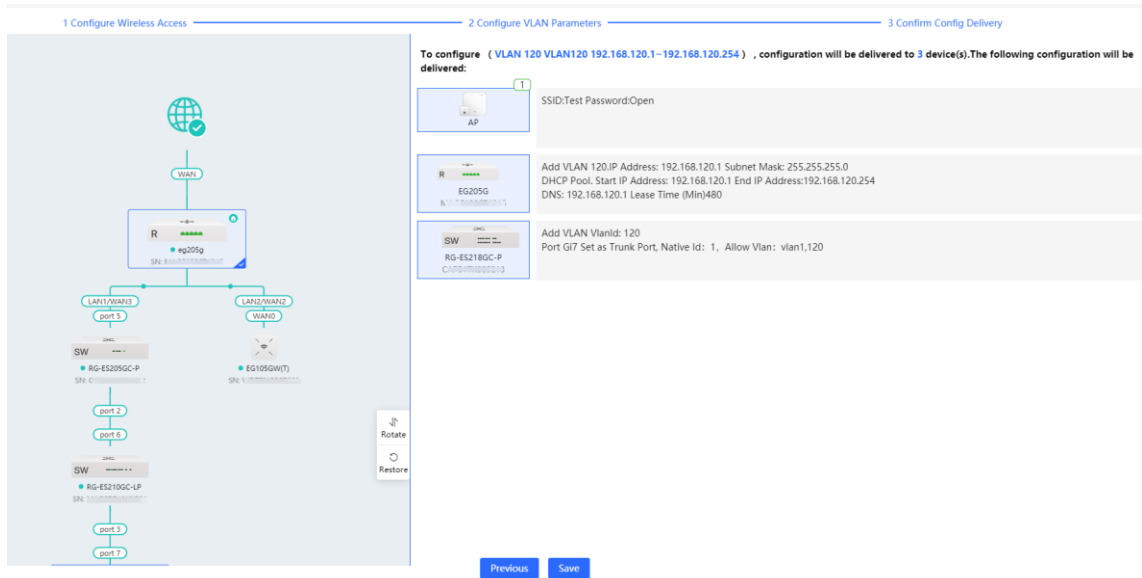 1 Configure Wireless Access
2 Configure VLAN Parameters
3 Confirm Config Delivery
WAN
R
eg205g
SN:
LAN1/WAN3
LAN2/WAN2
port 5
WAN0
SW
RG-ES205GC-P
EG105GW(T)
SN:
SN:
port 2
port 6
SW
RG-ES210GC-LP
SN:
port 3
port 7
Rotate
Restore
To configure ( VLAN 120 VLAN120 192.168.120.1~192.168.120.254 ) , configuration will be delivered to 3 device(s).The following configuration will be
delivered:
1
AP
SSID:Test Password:Open
R
EG205G
Add VLAN 120.IP Address: 192.168.120.1 Subnet Mask: 255.255.255.0
DHCP Pool. Start IP Address: 192.168.120.1 End IP Address:192.168.120.254
DNS: 192.168.120.1 Lease Time (Min)480
SW
RG-ES218GC-P
Add VLAN VlanId: 120
Port Gi7 Set as Trunk Port, Native Id: 1, Allow Vlan: vlan1,120
Previous
Save